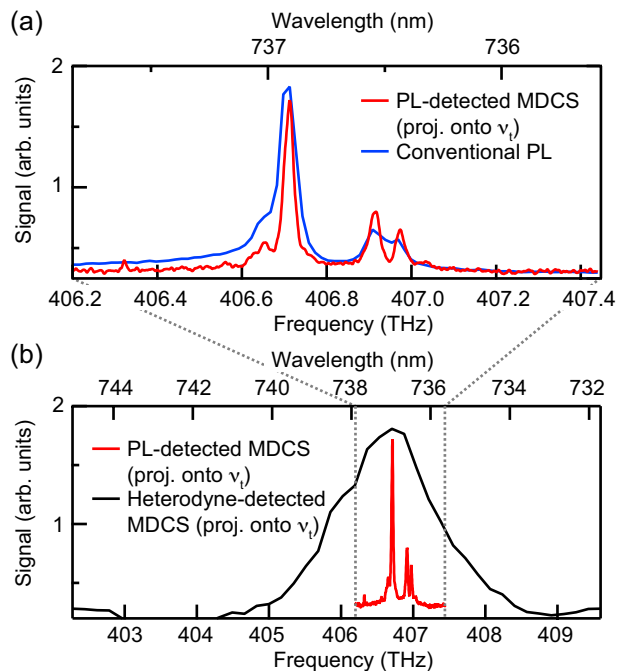 (a)
Wavelength (nm)
737 736
2
1
Signal (arb. units)
PL-detected MDCS
(proj. onto νt)
Conventional PL
406.2 406.4 406.6 406.8 407.0 407.2 407.4
Frequency (THz)
(b)
Wavelength (nm)
744 742 740 738 736 734 732
2
1
Signal (arb. units)
PL-detected MDCS
(proj. onto νt)
Heterodyne-detected
MDCS (proj. onto νt)
403 404 405 406 407 408 409
Frequency (THz)